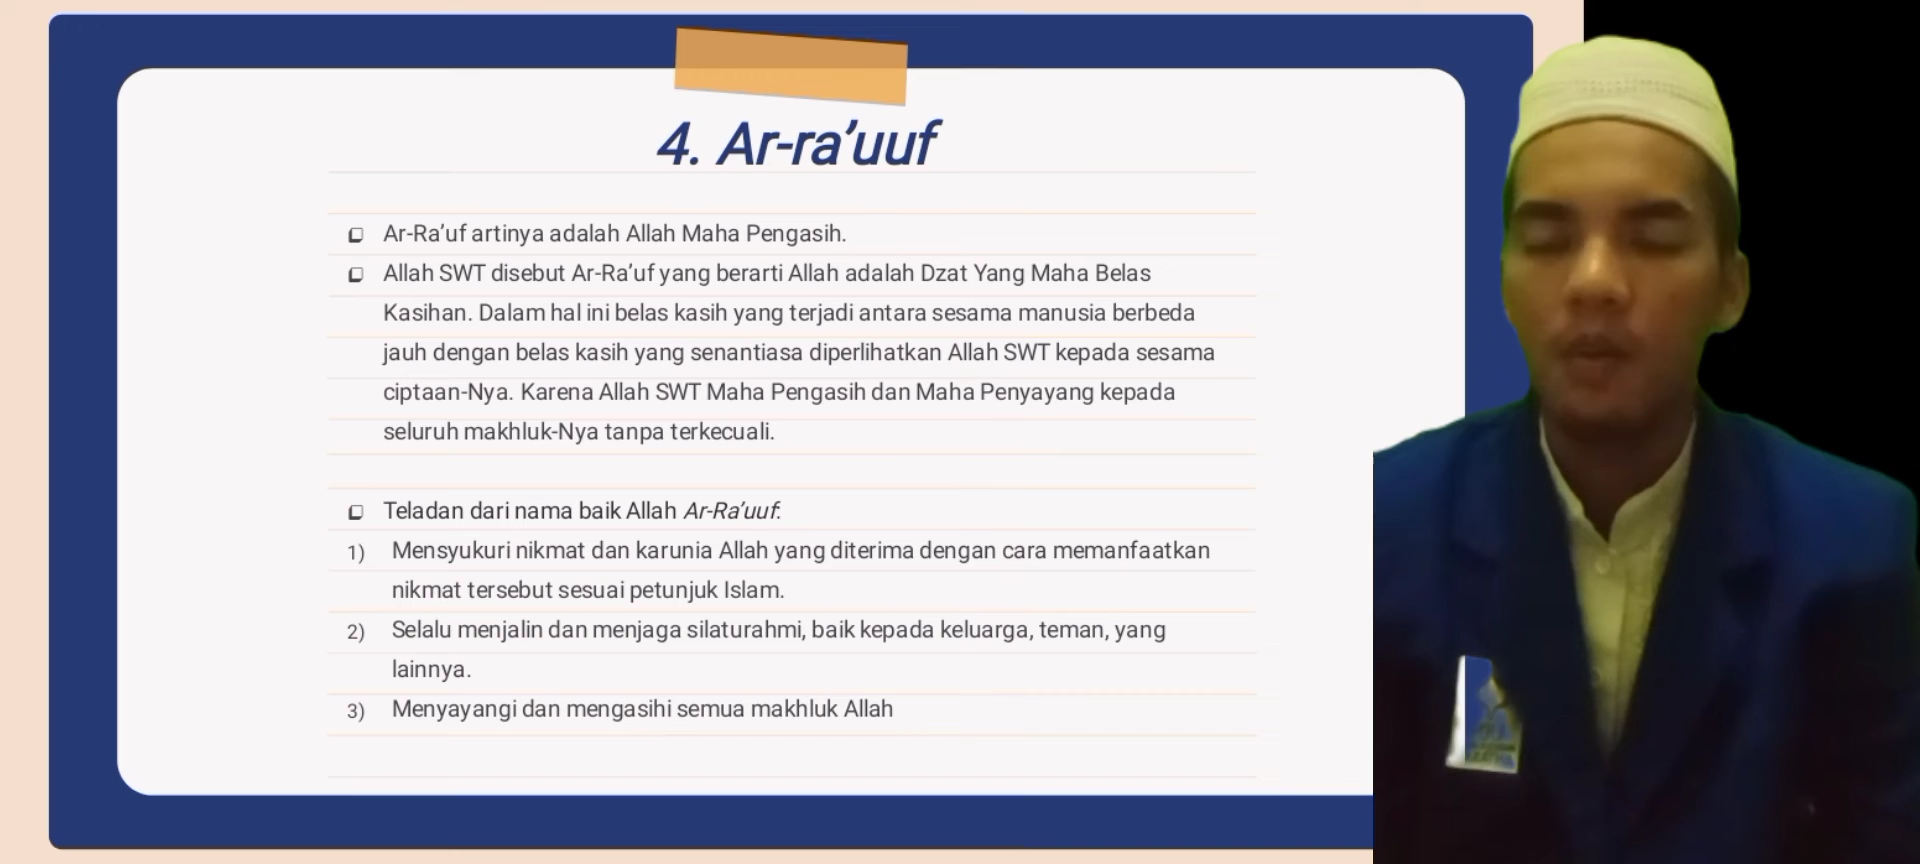 4. Ar-ra’uuf
Ar-Ra’uf artinya adalah Allah Maha Pengasih.
Allah SWT disebut Ar-Ra’uf yang berarti Allah adalah Dzat Yang Maha Belas
Kasihan. Dalam hal ini belas kasih yang terjadi antara sesama manusia berbeda
jauh dengan belas kasih yang senantiasa diperlihatkan Allah SWT kepada sesama
ciptaan-Nya. Karena Allah SWT Maha Pengasih dan Maha Penyayang kepada
seluruh makhluk-Nya tanpa terkecuali.
Teladan dari nama baik Allah Ar-Ra’uuf:
1) Mensyukuri nikmat dan karunia Allah yang diterima dengan cara memanfaatkan
nikmat tersebut sesuai petunjuk Islam.
2) Selalu menjalin dan menjaga silaturahmi, baik kepada keluarga, teman, yang
lainnya.
3) Menyayangi dan mengasihi semua makhluk Allah